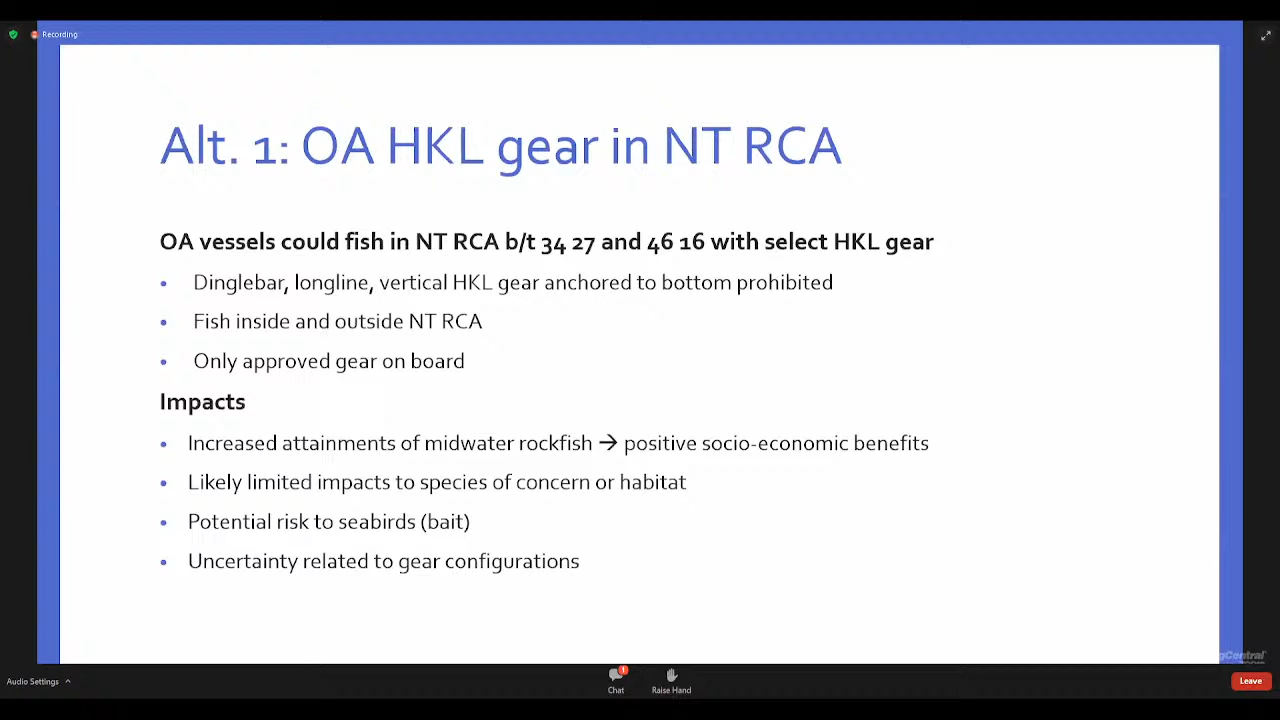 Recording
Alt. 1: OA HKL gear in NT RCA
OA vessels could fish in NT RCA b/t 34 27 and 46 16 with select HKL gear
• Dinglebar, longline, vertical HKL gear anchored to bottom prohibited
• Fish inside and outside NT RCA
• Only approved gear on board
Impacts
• Increased attainments of midwater rockfish → positive socio-economic benefits
• Likely limited impacts to species of concern or habitat
• Potential risk to seabirds (bait)
• Uncertainty related to gear configurations
gCentral
Audio Settings
1
Chat
Raise Hand
Leave